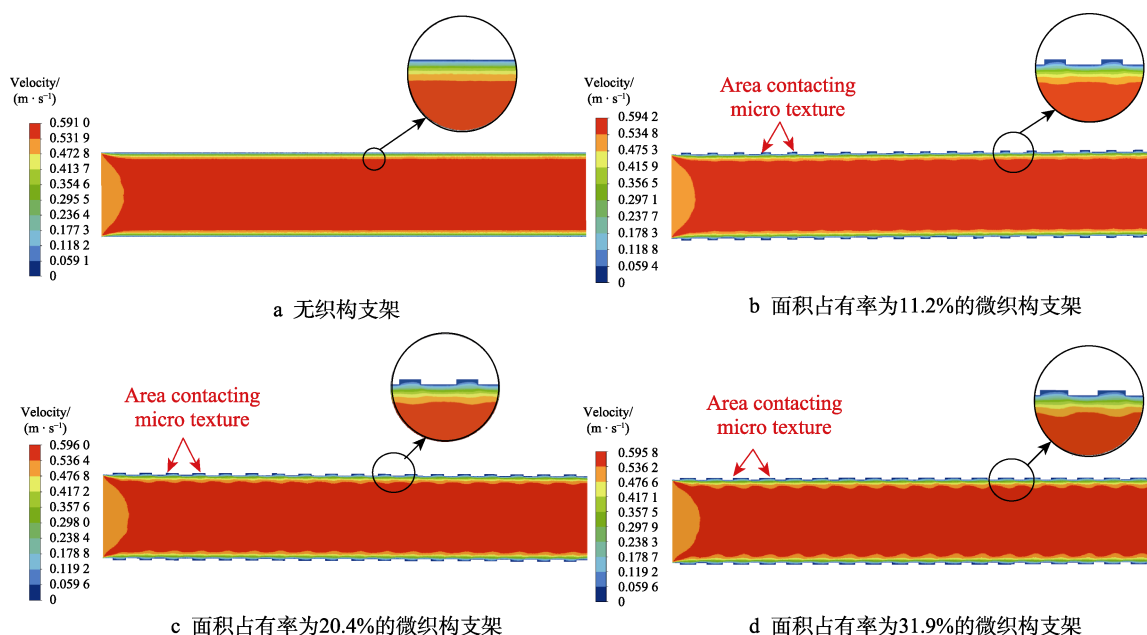 Velocity/
(m · s⁻¹)
0.591 0
0.531 9
0.472 8
0.413 7
0.354 6
0.295 5
0.236 4
0.177 3
0.118 2
0.059 1
0
a 无织构支架
Velocity/
(m · s⁻¹)
0.594 2
0.534 8
0.475 3
0.415 9
0.356 5
0.297 1
0.237 7
0.178 3
0.118 8
0.059 4
0
Area contacting
micro texture
b 面积占有率为11.2%的微织构支架
Velocity/
(m · s⁻¹)
0.596 0
0.536 4
0.476 8
0.417 2
0.357 6
0.298 0
0.238 4
0.178 8
0.119 2
0.059 6
0
Area contacting
micro texture
c 面积占有率为20.4%的微织构支架
Velocity/
(m · s⁻¹)
0.595 8
0.536 2
0.476 6
0.417 1
0.357 5
0.297 9
0.238 3
0.178 7
0.119 2
0.059 6
0
Area contacting
micro texture
d 面积占有率为31.9%的微织构支架